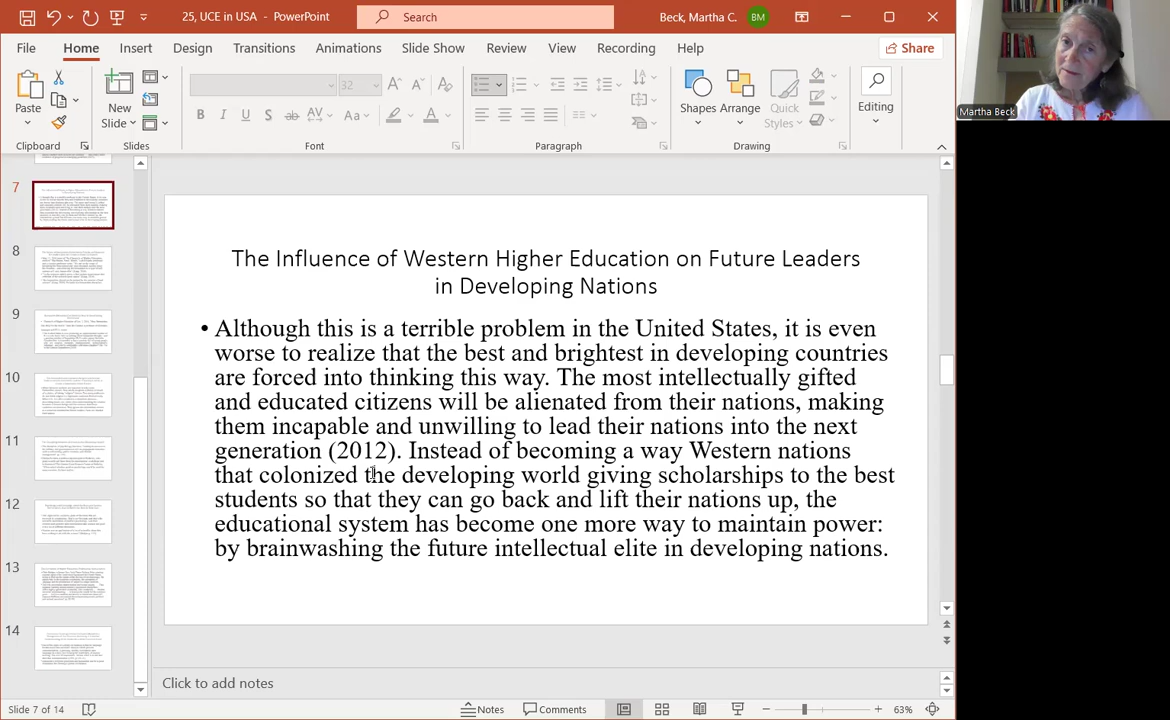 25, UCE in USA - PowerPoint
Search
Beck, Martha C.
BM
File Home Insert Design Transitions Animations Slide Show Review View Recording Help
Share
Paste
New
Slide
Shapes
Arrange
Quick
Styles
Editing
32
Clipboard
Slides
Font
Paragraph
Drawing
Martha Beck
7
8
9
10
11
12
13
14
The Influence of Western Higher Education on Future Leaders
in Developing Nations
• Although this is a terrible problem in the United States, it is even
worse to realize that the best and brightest in developing countries
are forced into thinking this way. The most intellectually gifted
and educated citizens will be alienated from their nations, making
them incapable and unwilling to lead their nations into the next
generation (2012). Instead of becoming a way Western nations
that colonized the developing world giving scholarships to the best
students so that they can go back and lift their nations up, the
educational system has become one more way to maintain power:
by brainwashing the future intellectual elite in developing nations.
Click to add notes
Slide 7 of 14
Notes
Comments
63%